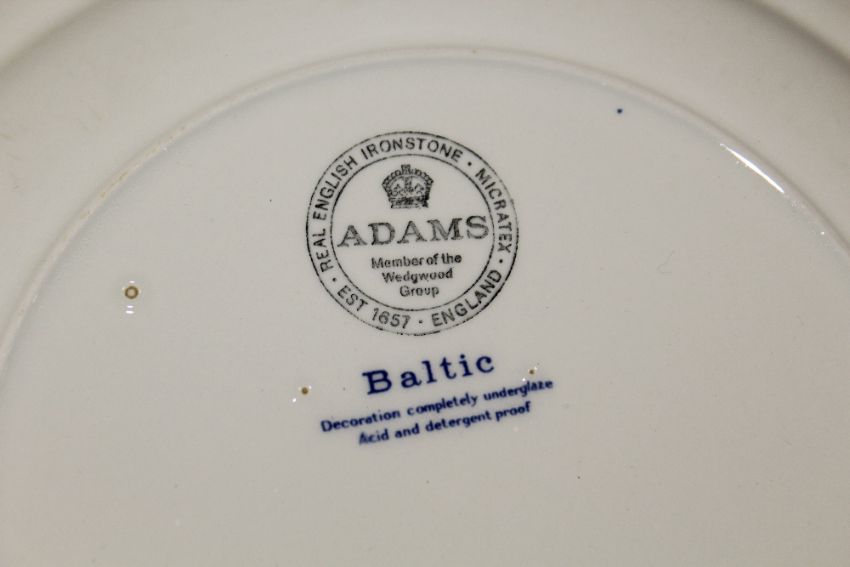 REAL ENGLISH IRONSTONE · MICRATEX ·
ADAMS
Member of the
Wedgwood
Group
EST 1657 · ENGLAND
Baltic
Decoration completely underglaze
Acid and detergent proof